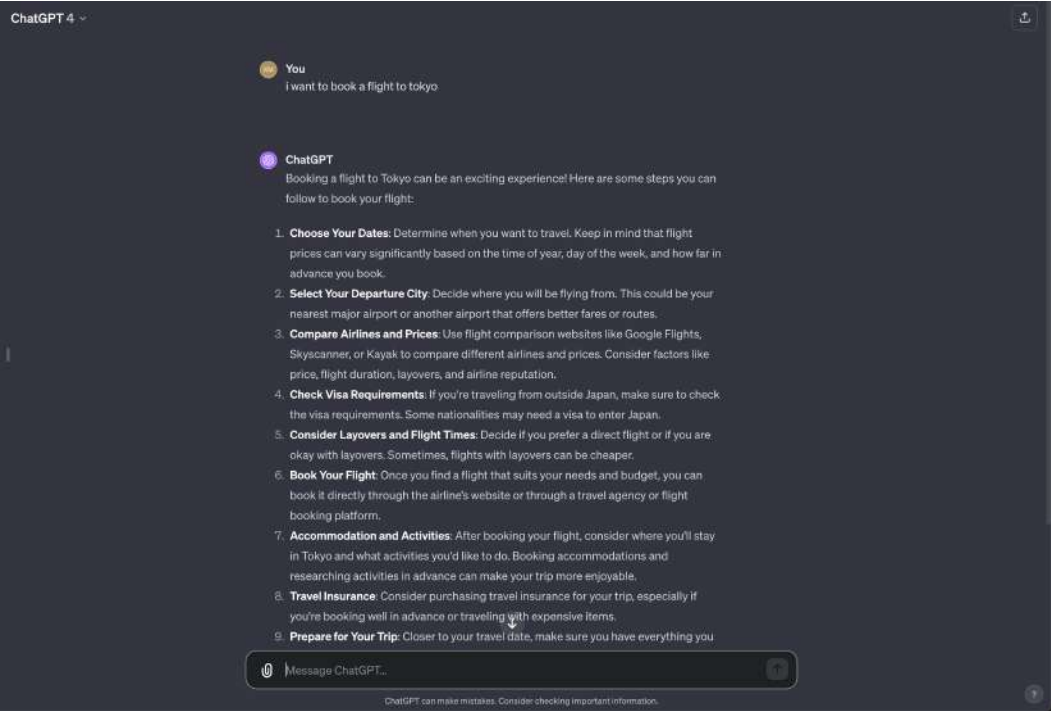 ChatGPT 4
You
i want to book a flight to tokyo
ChatGPT
Booking a flight to Tokyo can be an exciting experience! Here are some steps you can
follow to book your flight:
1. Choose Your Dates: Determine when you want to travel. Keep in mind that flight
prices can vary significantly based on the time of year, day of the week, and how far in
advance you book.
2. Select Your Departure City: Decide where you will be flying from. This could be your
nearest major airport or another airport that offers better fares or routes.
3. Compare Airlines and Prices: Use flight comparison websites like Google Flights,
Skyscanner, or Kayak to compare different airlines and prices. Consider factors like
price, flight duration, layovers, and airline reputation.
4. Check Visa Requirements: If you're traveling from outside Japan, make sure to check
the visa requirements. Some nationalities may need a visa to enter Japan.
5. Consider Layovers and Flight Times: Decide if you prefer a direct flight or if you are
okay with layovers. Sometimes, flights with layovers can be cheaper.
6. Book Your Flight: Once you find a flight that suits your needs and budget, you can
book it directly through the airline's website or through a travel agency or flight
booking platform.
7. Accommodation and Activities: After booking your flight, consider where you'll stay
in Tokyo and what activities you'd like to do. Booking accommodations and
researching activities in advance can make your trip more enjoyable.
8. Travel Insurance: Consider purchasing travel insurance for your trip, especially if
you're booking well in advance or traveling with expensive items.
9. Prepare for Your Trip: Closer to your travel date, make sure you have everything you
Message ChatGPT...
ChatGPT can make mistakes. Consider checking important information.
?